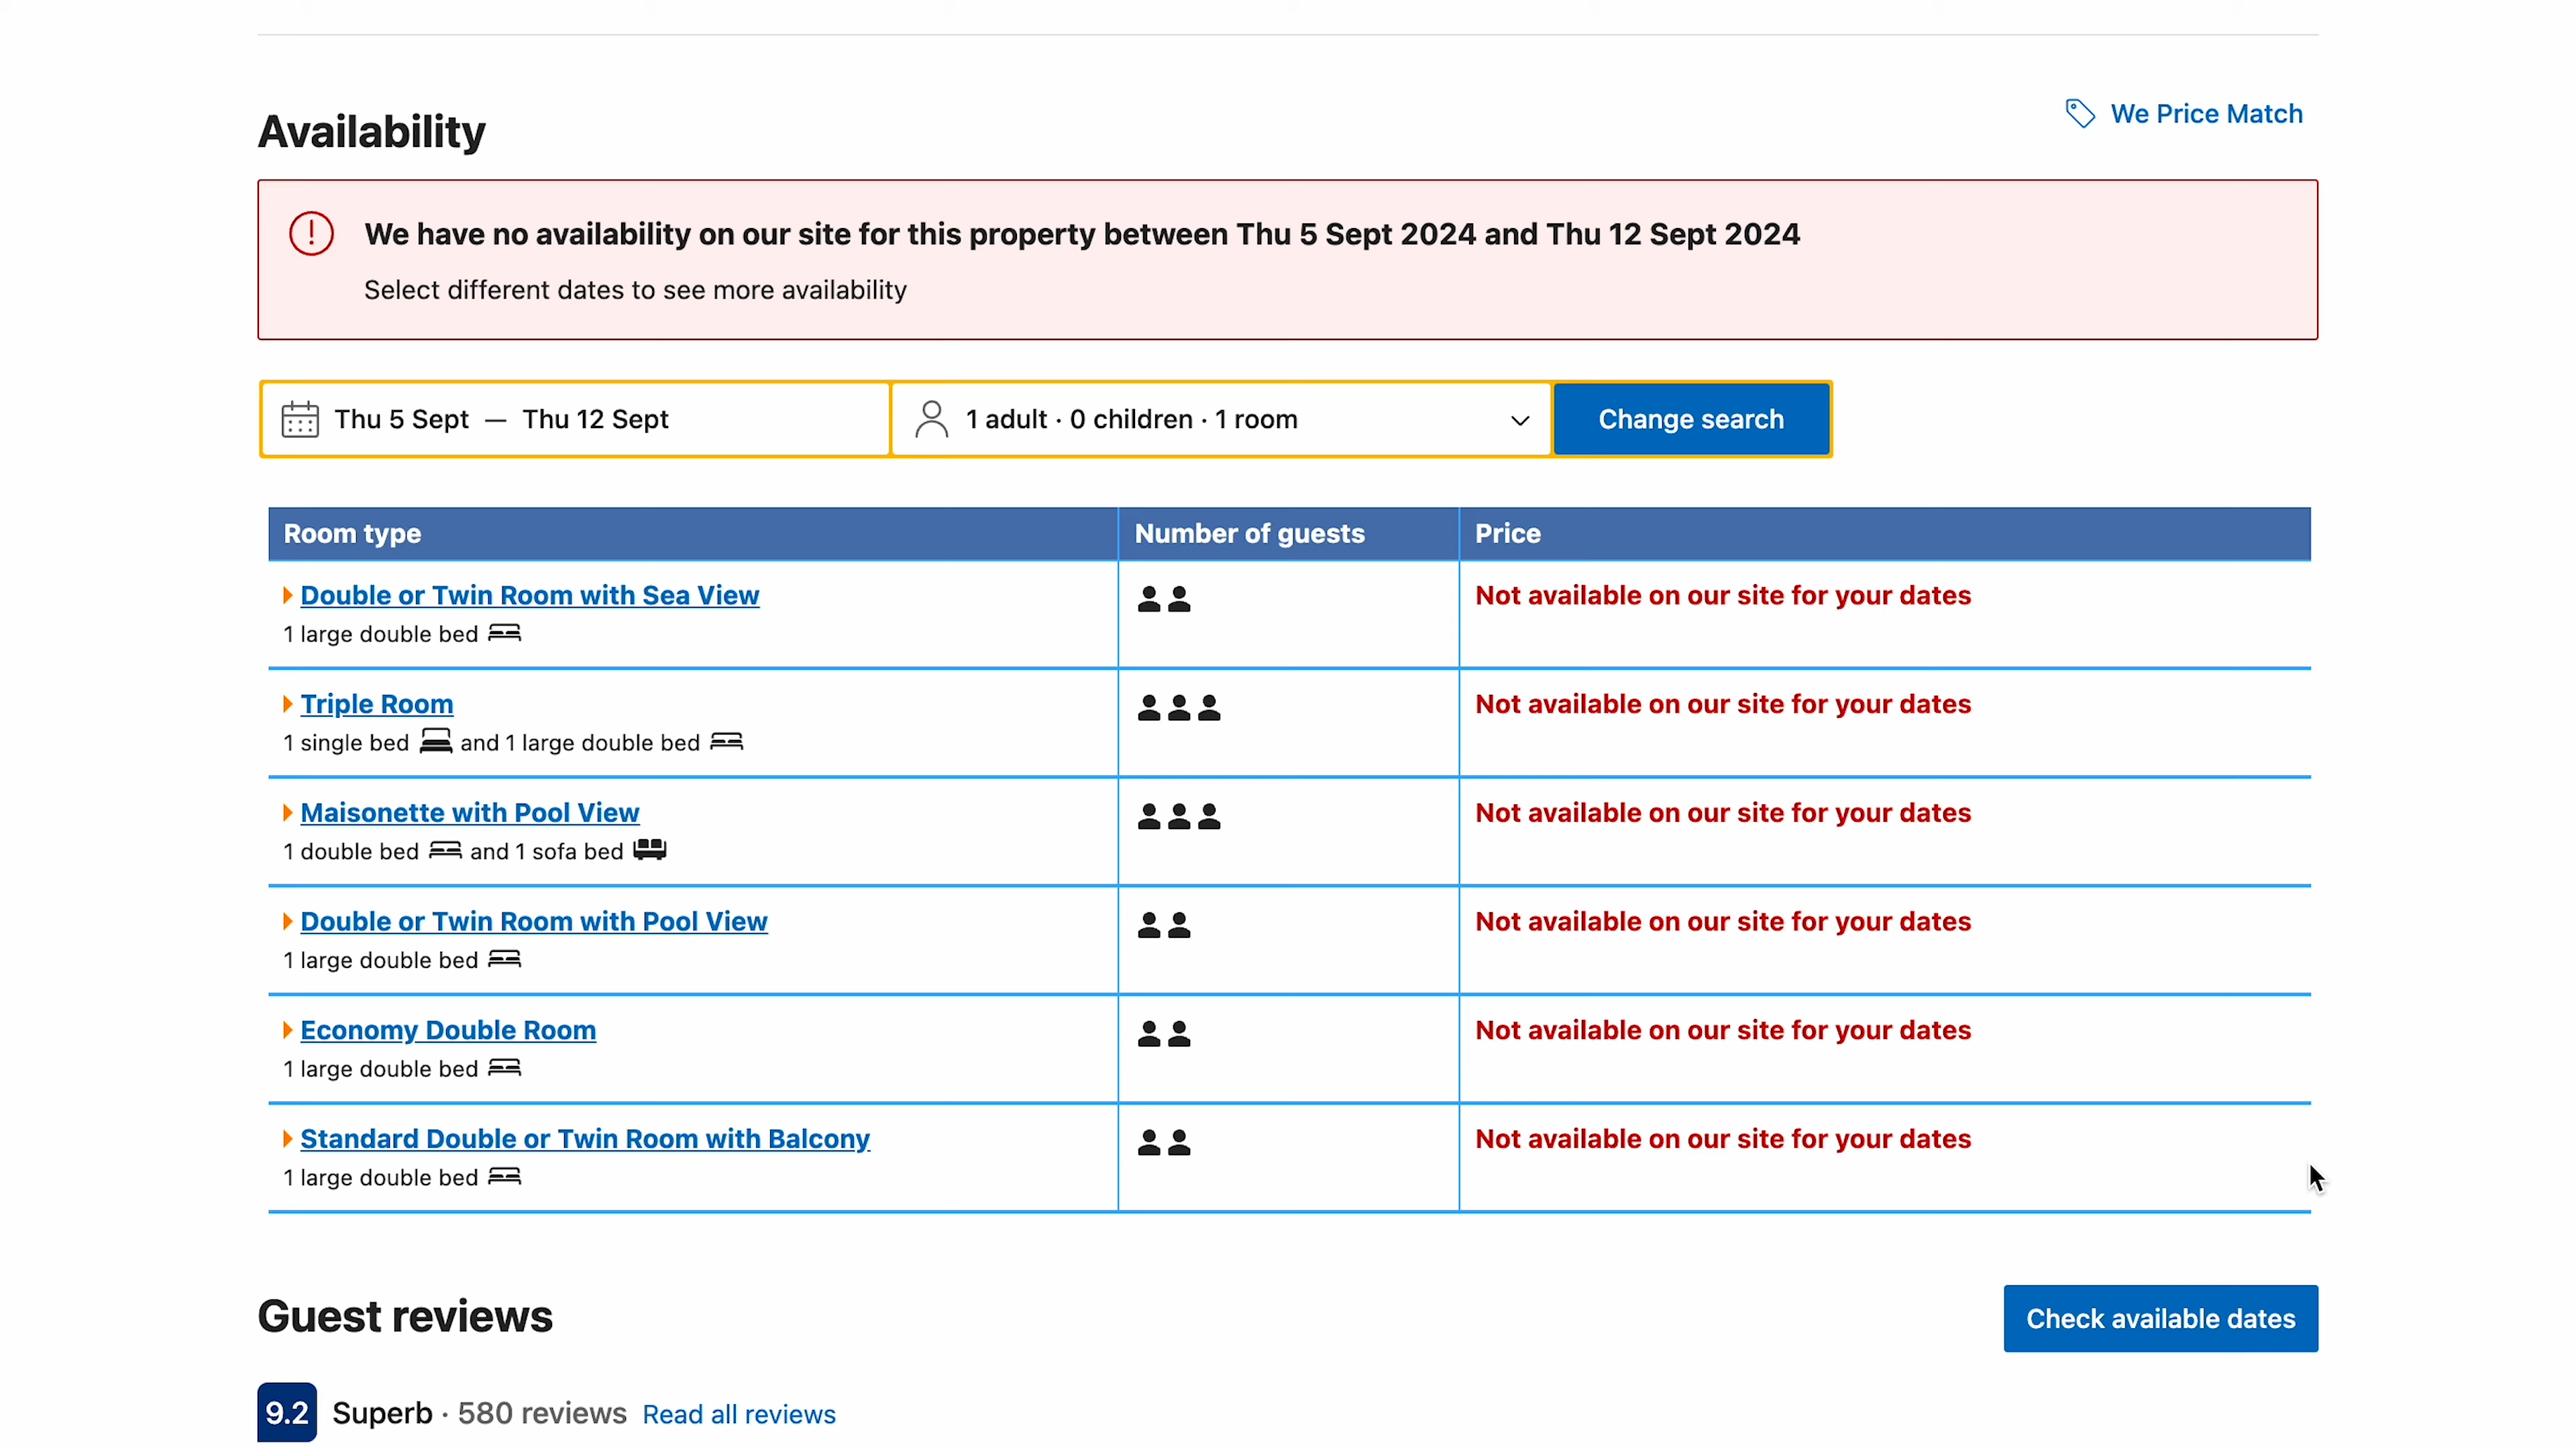 Availability
We Price Match
We have no availability on our site for this property between Thu 5 Sept 2024 and Thu 12 Sept 2024
Select different dates to see more availability
Thu 5 Sept — Thu 12 Sept
1 adult · 0 children · 1 room
Change search
Room type Number of guests Price
Double or Twin Room with Sea View Not available on our site for your dates
1 large double bed
Triple Room Not available on our site for your dates
1 single bed and 1 large double bed
Maisonette with Pool View Not available on our site for your dates
1 double bed and 1 sofa bed
Double or Twin Room with Pool View Not available on our site for your dates
1 large double bed
Economy Double Room Not available on our site for your dates
1 large double bed
Standard Double or Twin Room with Balcony Not available on our site for your dates
1 large double bed
Guest reviews
Check available dates
9.2 Superb · 580 reviews Read all reviews